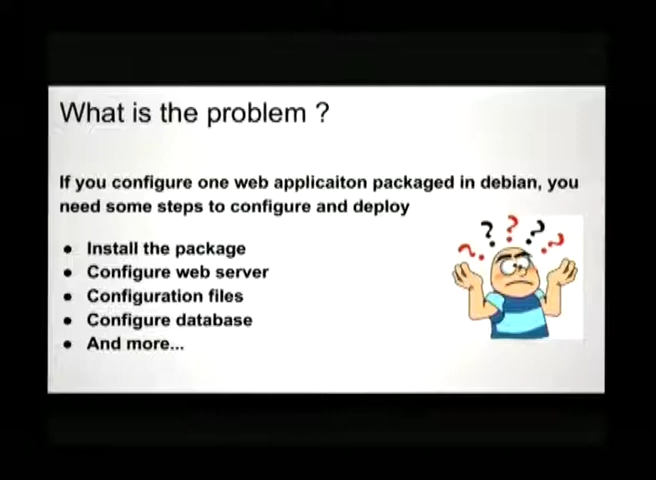 What is the problem ?
If you configure one web applicaiton packaged in debian, you
need some steps to configure and deploy
● Install the package
● Configure web server
● Configuration files
● Configure database
● And more...
? ? ? ? ?